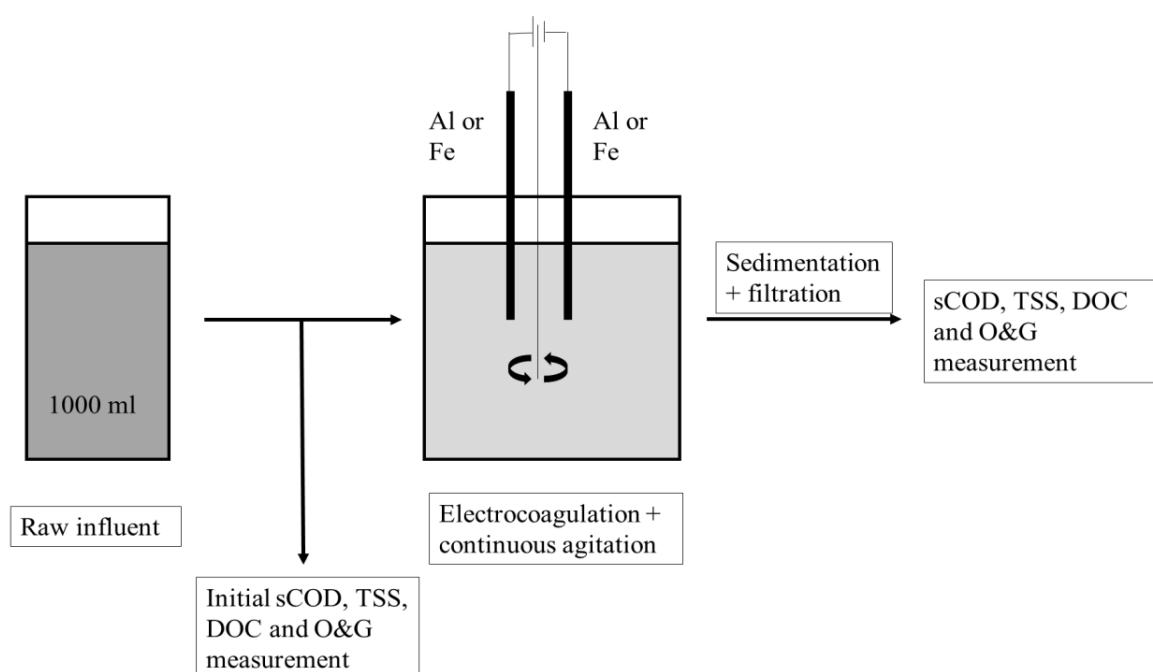 Al or
Fe
Al or
Fe
1000 ml
Sedimentation
+ filtration
sCOD, TSS, DOC
and O&G
measurement
Raw influent
Electrocoagulation +
continuous agitation
Initial sCOD, TSS,
DOC and O&G
measurement